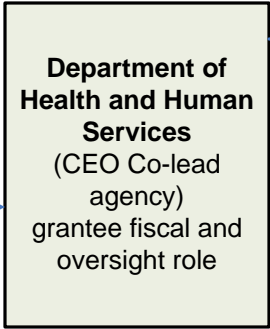 Department of
Health and Human
Services
(CEO Co-lead
agency)
grantee fiscal and
oversight role